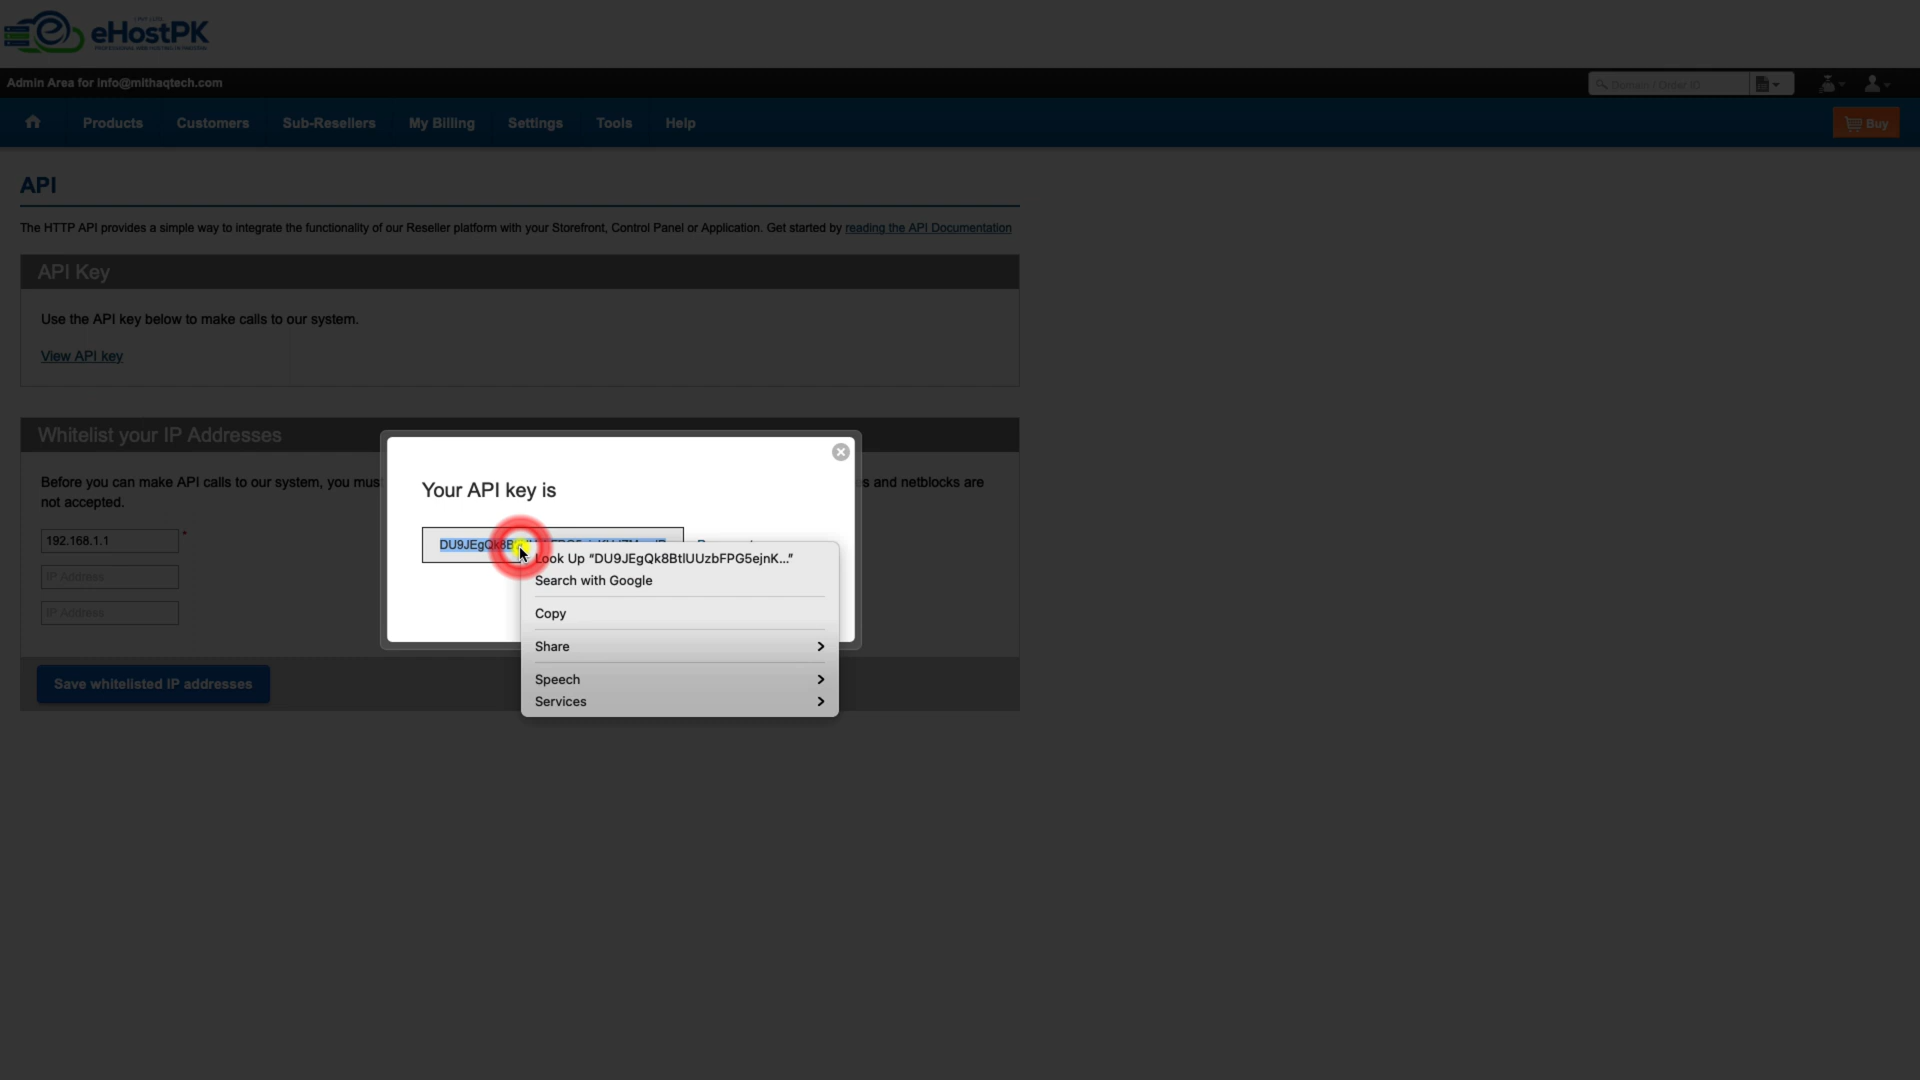 eHostPK
Admin Area for info@mithaqtech.com
Domain / Order ID
Products
Customers
Sub-Resellers
My Billing
Settings
Tools
Help
Buy
API
The HTTP API provides a simple way to integrate the functionality of our Reseller platform with your Storefront, Control Panel or Application. Get started by reading the API Documentation
API Key
Use the API key below to make calls to our system.
View API key
Whitelist your IP Addresses
Before you can make API calls to our system, you mus s and netblocks are
not accepted.
192.168.1.1
*
IP Address
IP Address
Save whitelisted IP addresses
Your API key is
DU9JEgQk8B
Look Up “DU9JEgQk8BtlUUzbFPG5ejnK...”
Search with Google
Copy
Share
Speech
Services